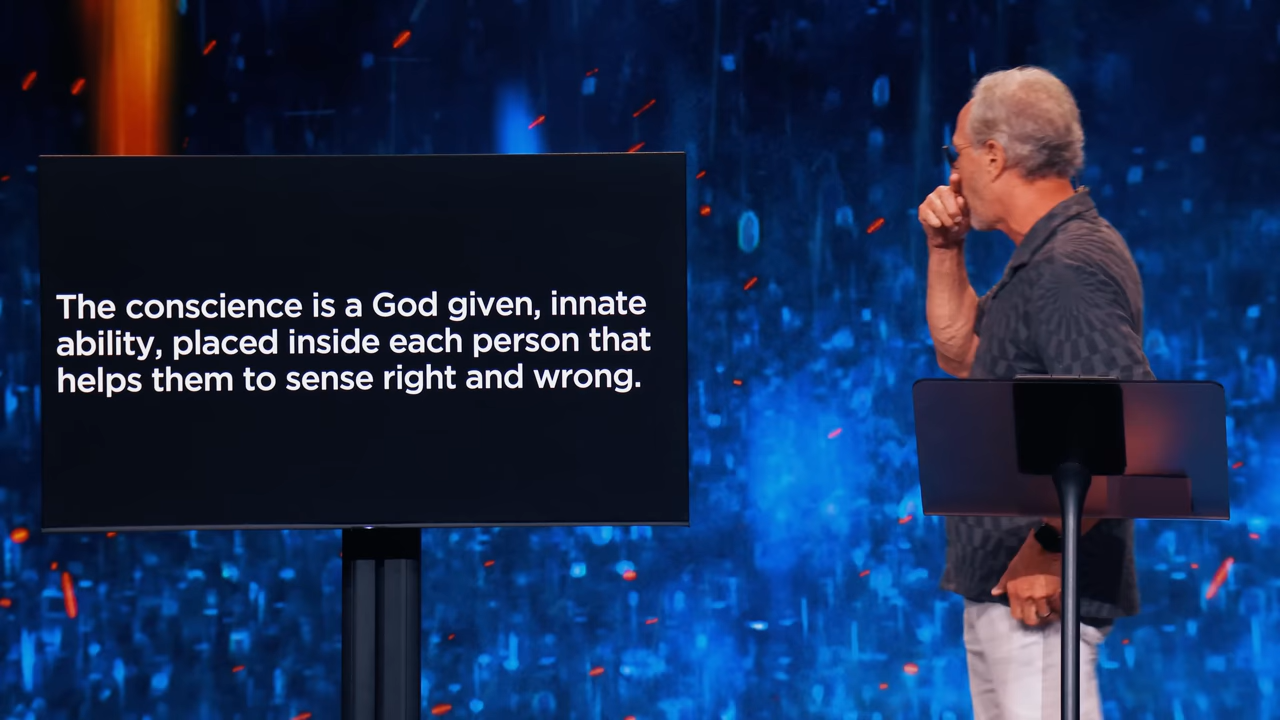 The conscience is a God given, innate
ability, placed inside each person that
helps them to sense right and wrong.